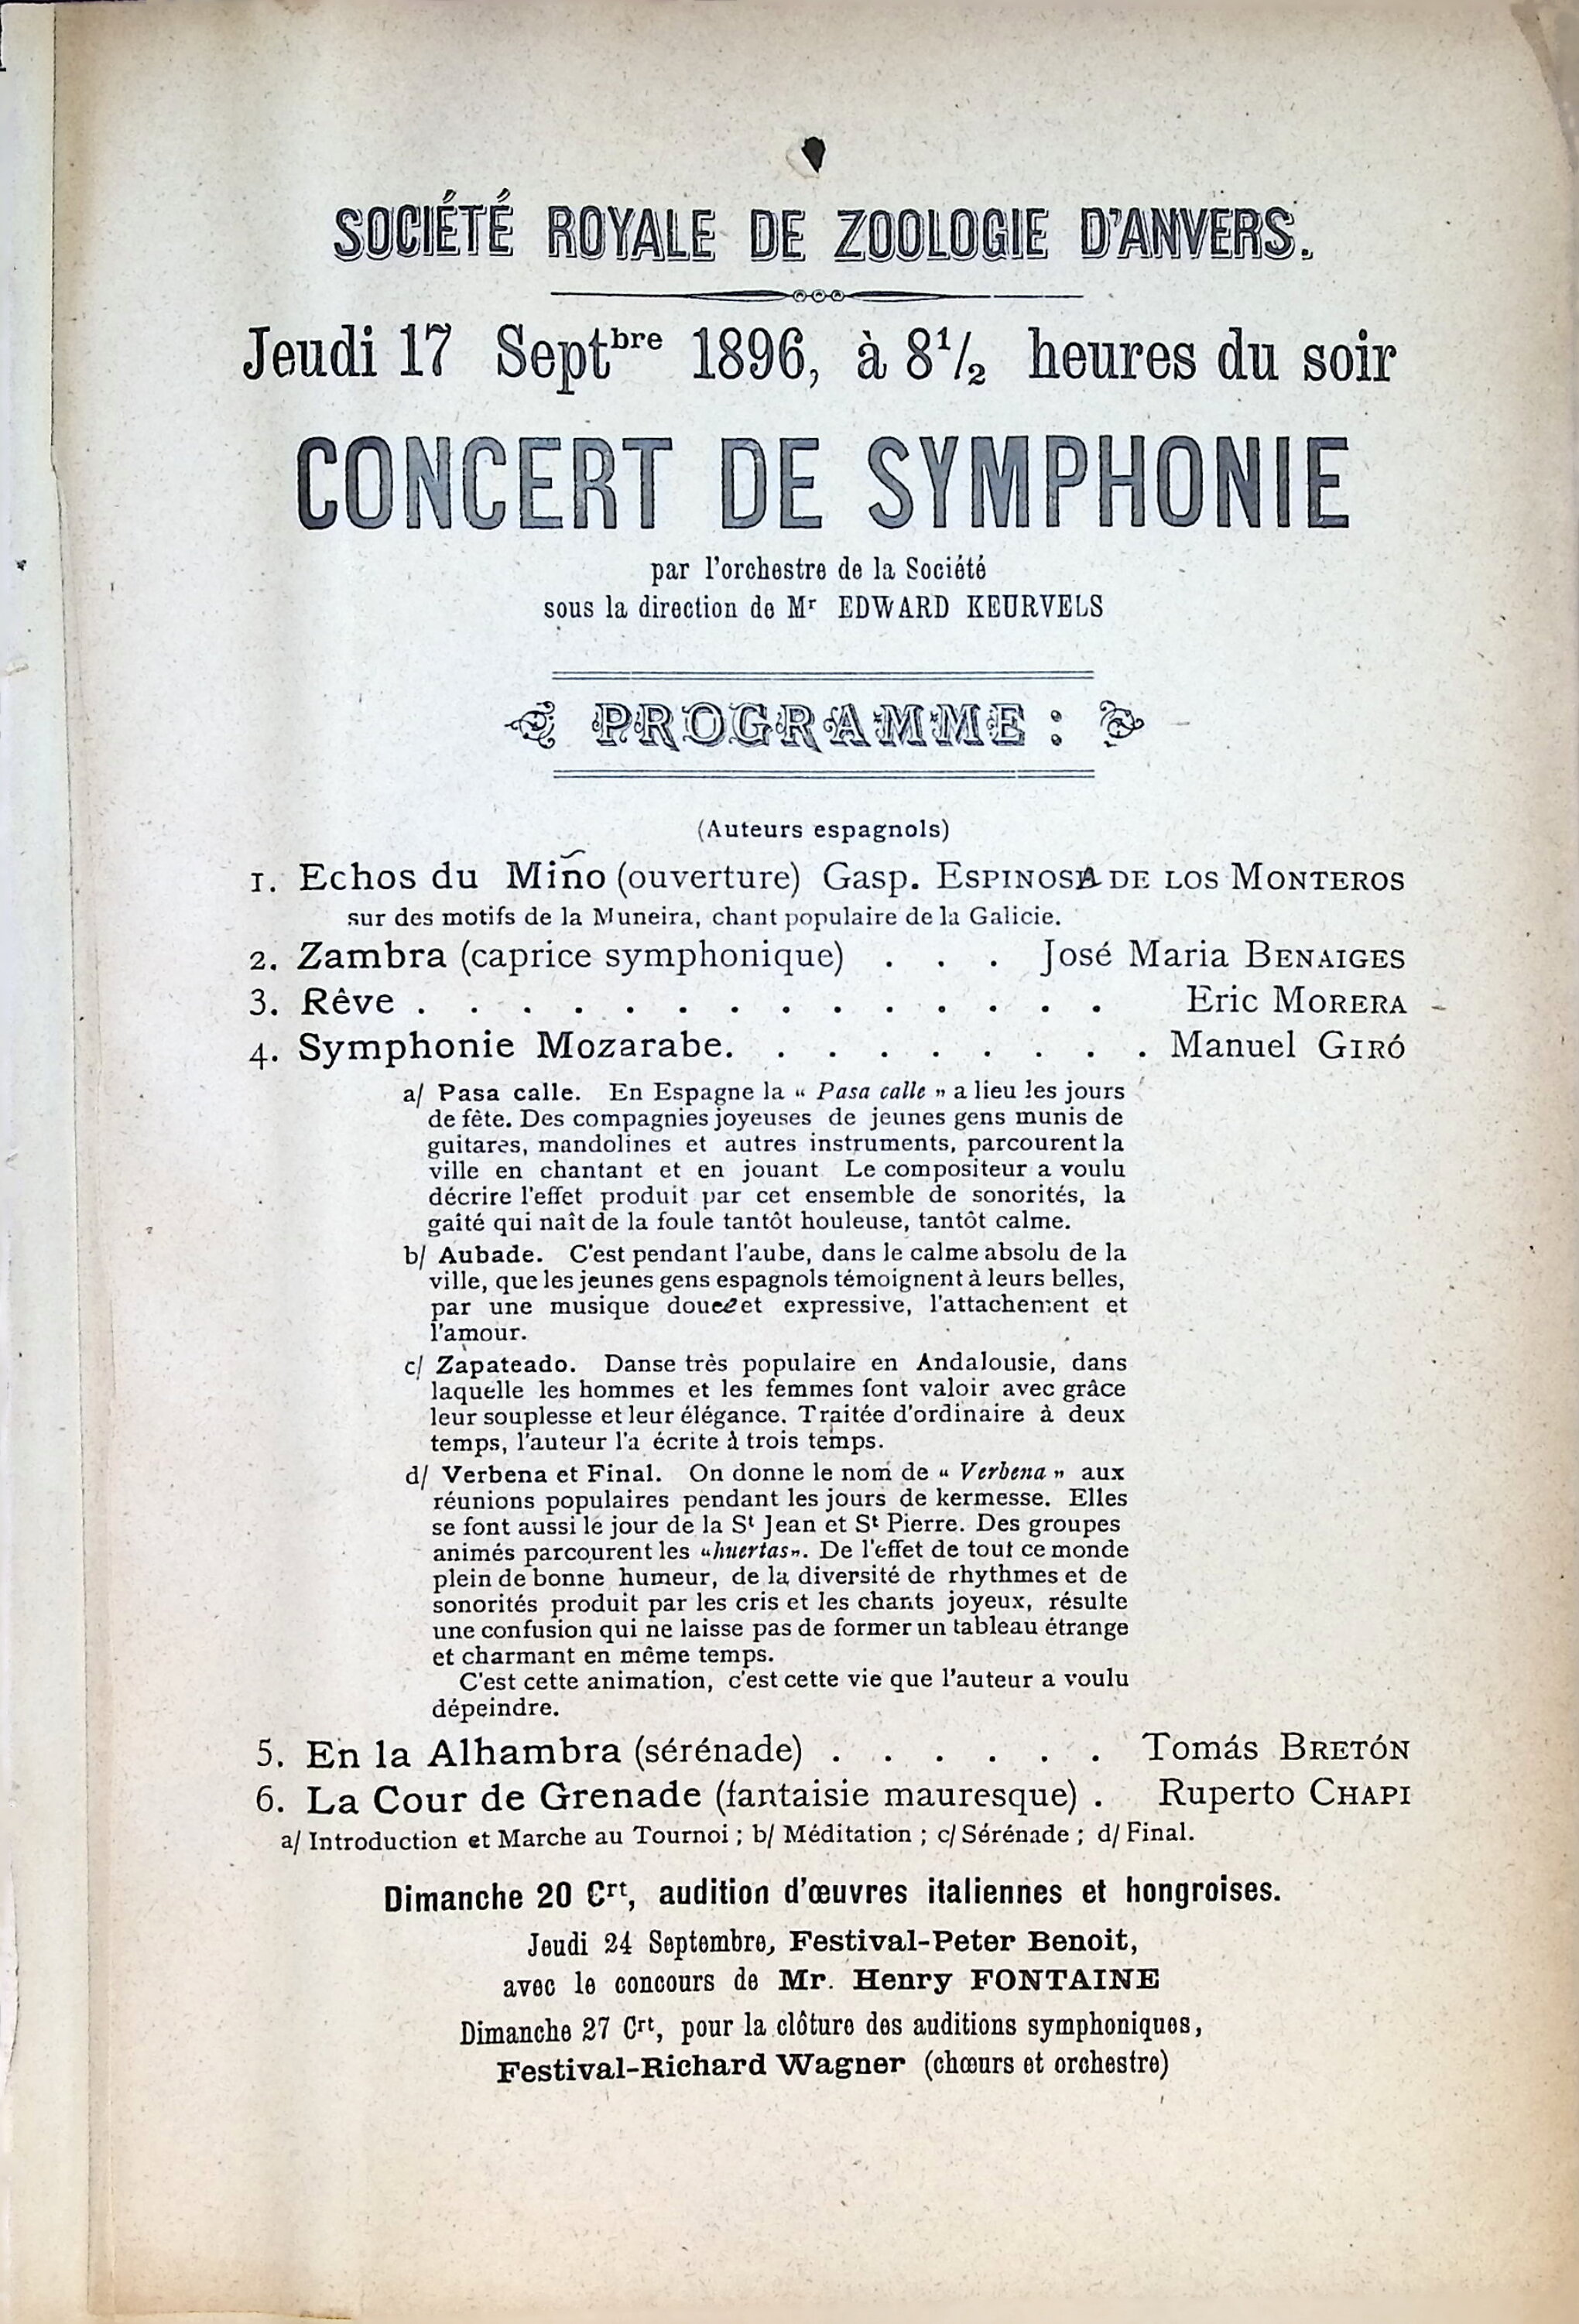 SOCIÉTÉ ROYALE DE ZOOLOGIE D'ANVERS.
Jeudi 17 Septbre 1896, à 8 1/2 heures du soir
CONCERT DE SYMPHONIE
par l'orchestre de la Société
sous la direction de Mr EDWARD KEURVELS
PROGRAMME :
(Auteurs espagnols)
1. Echos du Miño (ouverture) Gasp. ESPINOSA DE LOS MONTEROS
sur des motifs de la Muneira, chant populaire de la Galicie.
2. Zambra (caprice symphonique) . . . José Maria BENAIGES
3. Rêve . . . . . . . . . . . . . . Eric MORERA
4. Symphonie Mozarabe. . . . . . . . . Manuel GIRÓ
a/ Pasa calle. En Espagne la « Pasa calle » a lieu les jours
de fête. Des compagnies joyeuses de jeunes gens munis de
guitares, mandolines et autres instruments, parcourent la
ville en chantant et en jouant Le compositeur a voulu
décrire l'effet produit par cet ensemble de sonorités, la
gaîté qui naît de la foule tantôt houleuse, tantôt calme.
b/ Aubade. C'est pendant l'aube, dans le calme absolu de la
ville, que les jeunes gens espagnols témoignent à leurs belles,
par une musique douce et expressive, l'attachement et
l'amour.
c/ Zapateado. Danse très populaire en Andalousie, dans
laquelle les hommes et les femmes font valoir avec grâce
leur souplesse et leur élégance. Traitée d'ordinaire à deux
temps, l'auteur l'a écrite à trois temps.
d/ Verbena et Final. On donne le nom de « Verbena » aux
réunions populaires pendant les jours de kermesse. Elles
se font aussi le jour de la St Jean et St Pierre. Des groupes
animés parcourent les «huertas». De l'effet de tout ce monde
plein de bonne humeur, de la diversité de rhythmes et de
sonorités produit par les cris et les chants joyeux, résulte
une confusion qui ne laisse pas de former un tableau étrange
et charmant en même temps.
C'est cette animation, c'est cette vie que l'auteur a voulu
dépeindre.
5. En la Alhambra (sérénade) . . . . . . Tomás BRETÓN
6. La Cour de Grenade (fantaisie mauresque) . Ruperto CHAPI
a/ Introduction et Marche au Tournoi ; b/ Méditation ; c/ Sérénade ; d/ Final.
Dimanche 20 Crt, audition d'œuvres italiennes et hongroises.
Jeudi 24 Septembre, Festival-Peter Benoit,
avec le concours de Mr. Henry FONTAINE
Dimanche 27 Crt, pour la clôture des auditions symphoniques,
Festival-Richard Wagner (chœurs et orchestre)